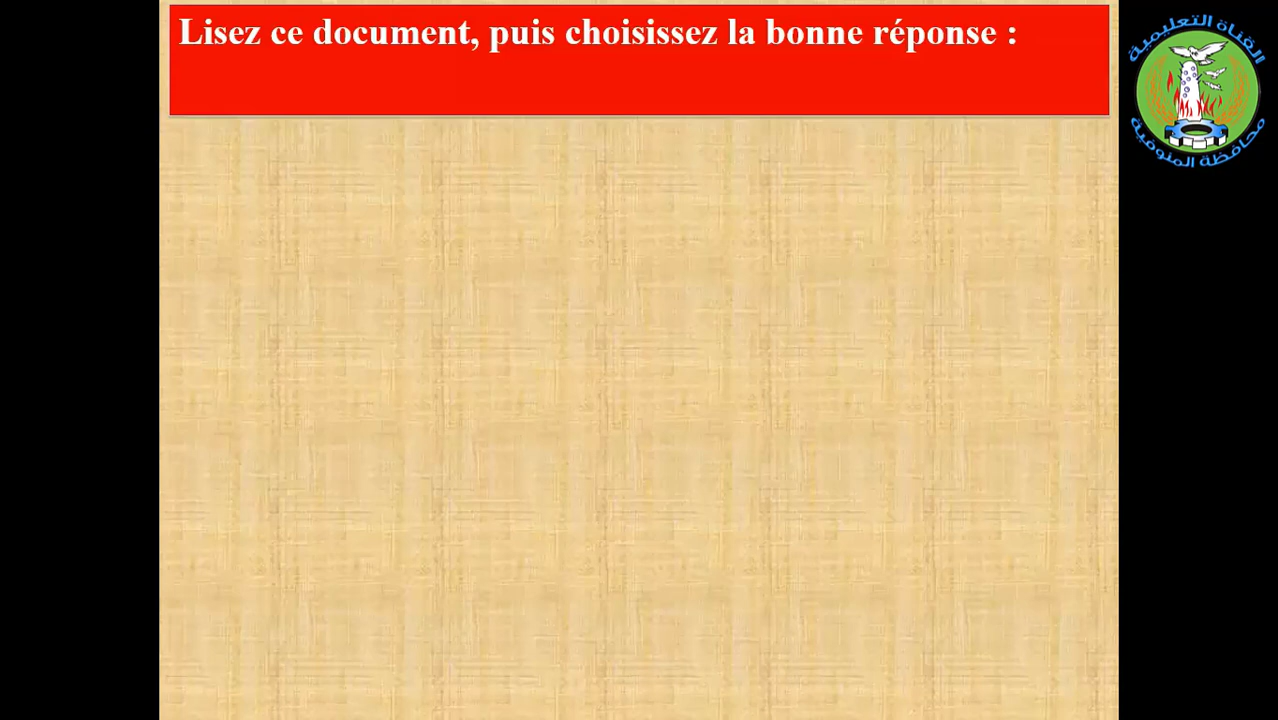 Lisez ce document, puis choisissez la bonne réponse :
القناة التعليمية
محافظة المنوفية